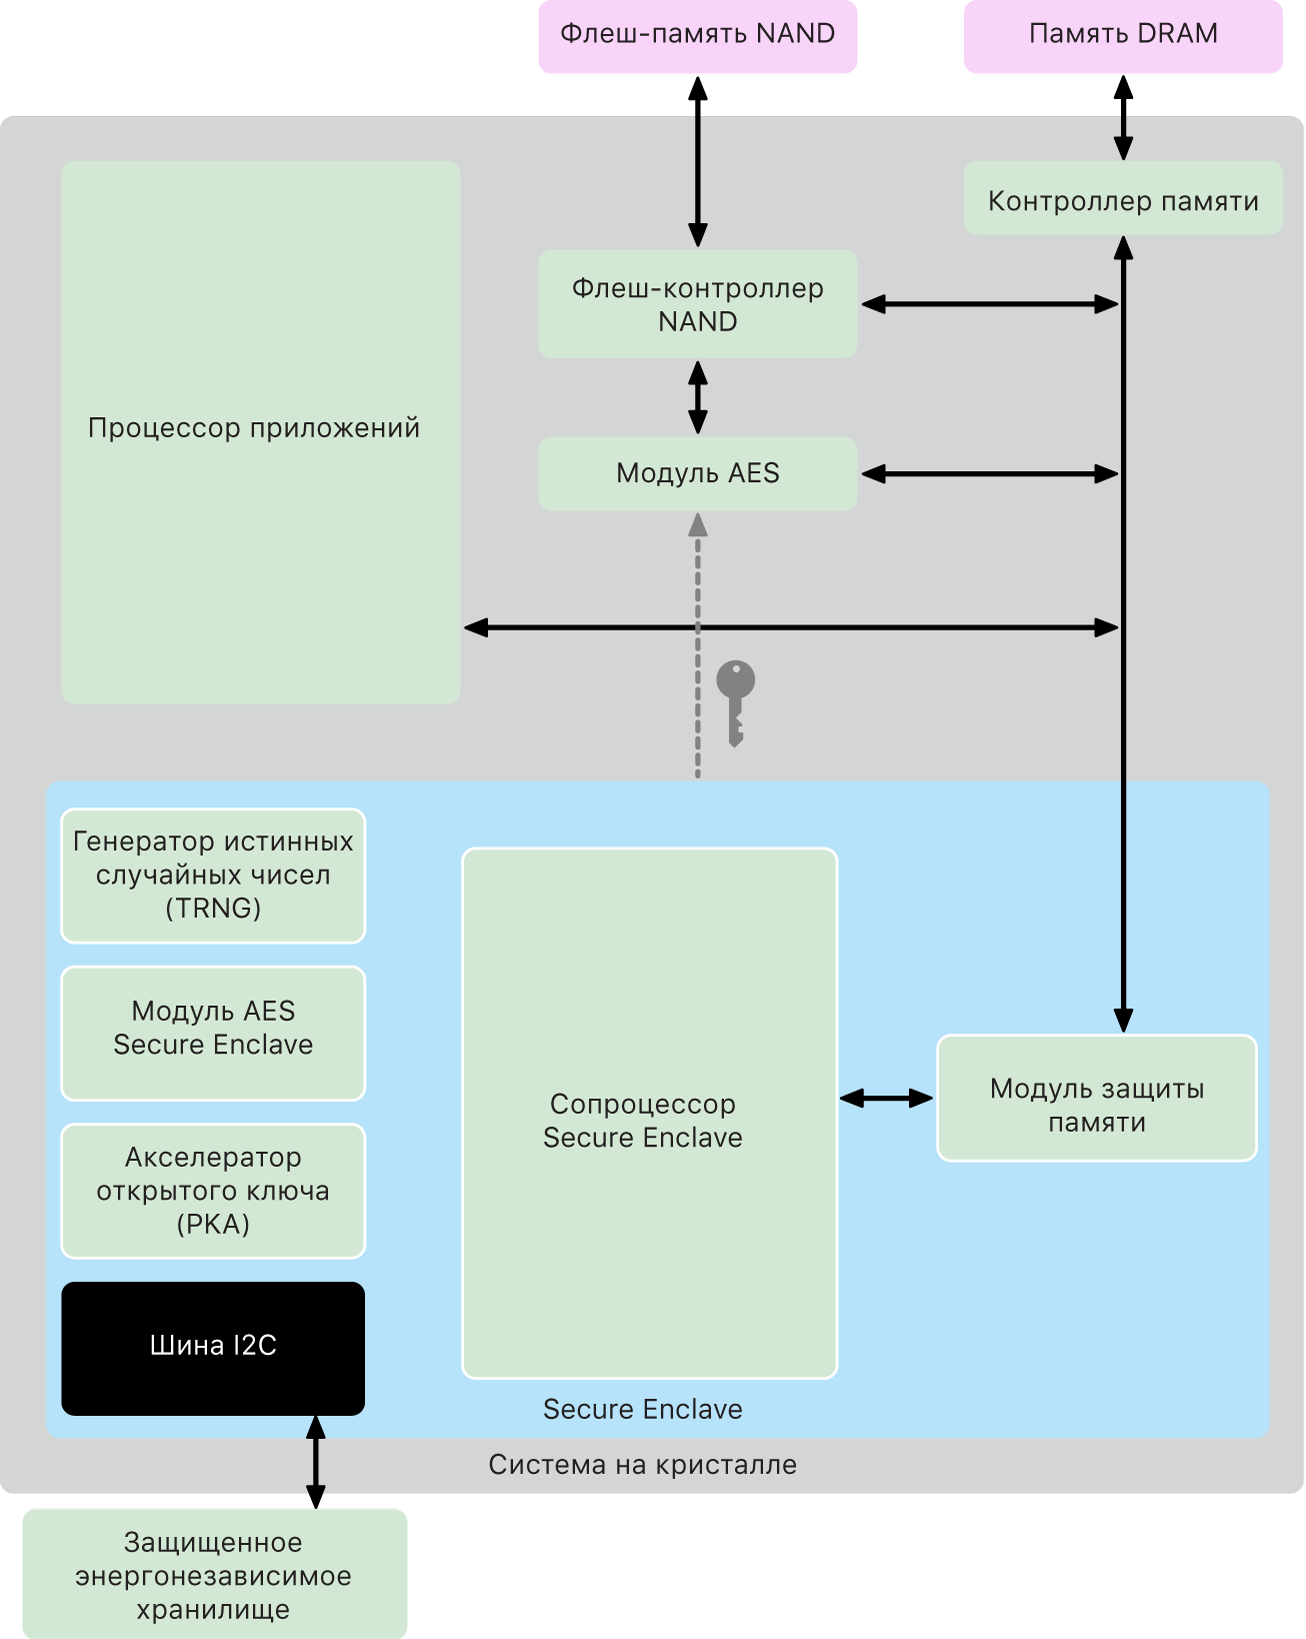 Флеш-память NAND
Память DRAM
Контроллер памяти
Флеш-контроллер
NAND
Процессор приложений
Модуль AES
Генератор истинных
случайных чисел
(TRNG)
Модуль AES
Secure Enclave
Сопроцессор
Secure Enclave
Модуль защиты
памяти
Акселератор
открытого ключа
(PKA)
Шина I2C
Secure Enclave
Система на кристалле
Защищенное
энергонезависимое
хранилище